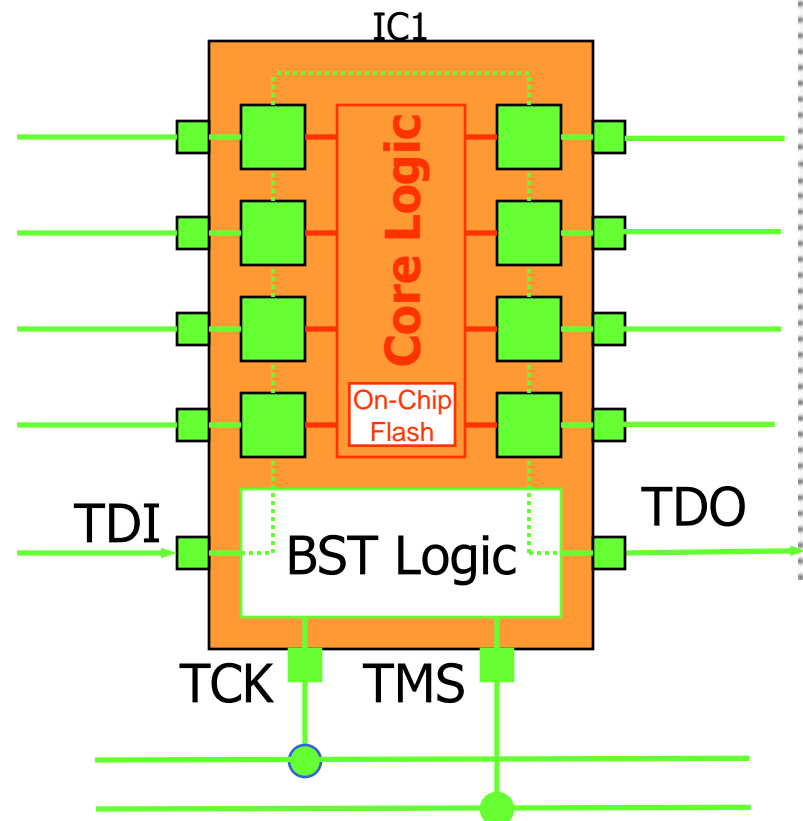 IC1
Core Logic
On-Chip
Flash
TDI
TDO
BST Logic
TCK
TMS